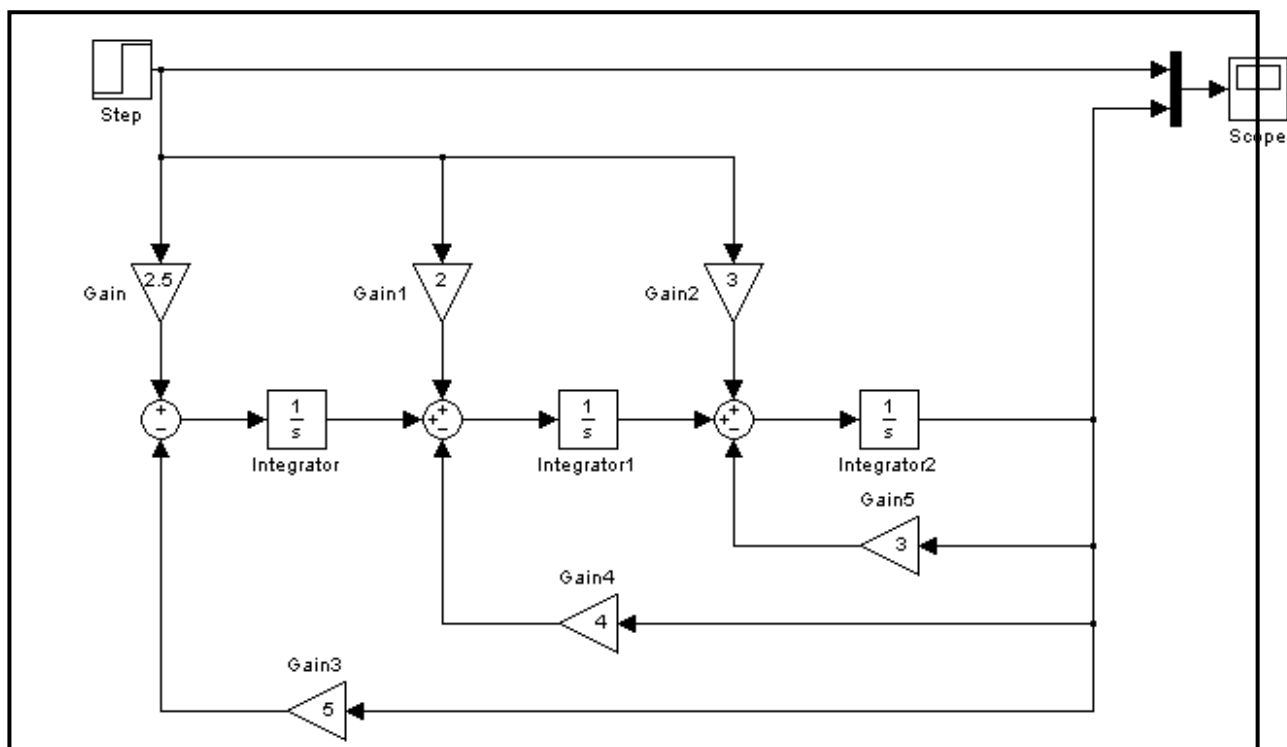 Step
Scope
Gain
2.5
Gain1
2
Gain2
3
+
−
1
s
Integrator
+
+
−
1
s
Integrator1
+
+
−
1
s
Integrator2
Gain5
3
Gain4
4
Gain3
5